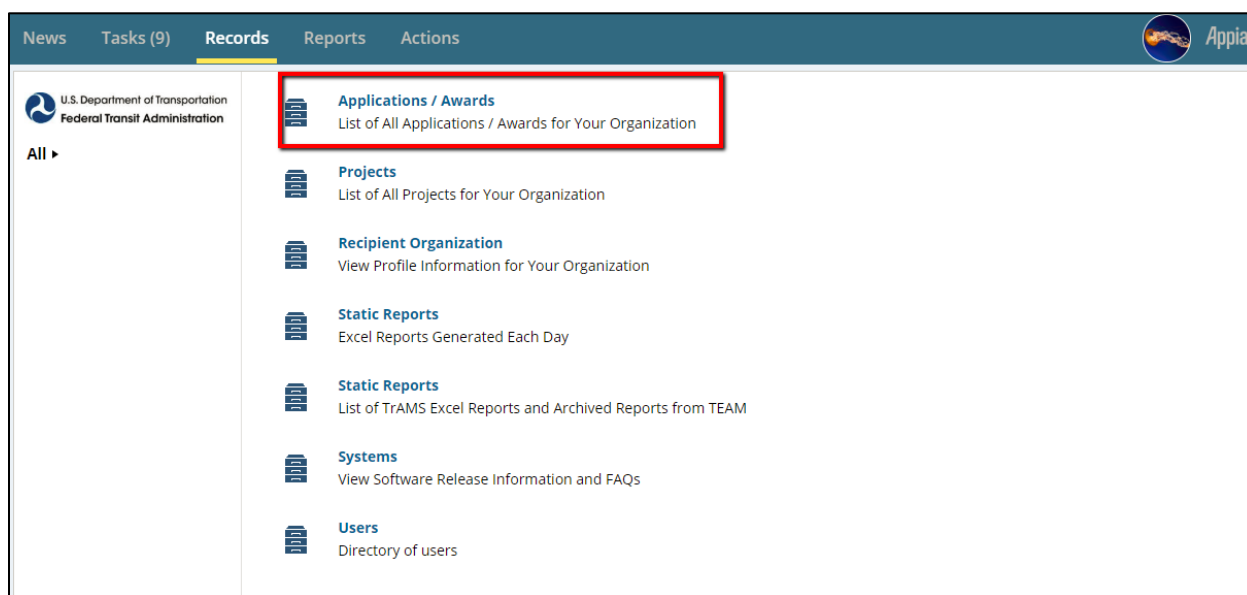 News Tasks (9) Records Reports Actions Appia
U.S. Department of Transportation
Federal Transit Administration
All
Applications / Awards
List of All Applications / Awards for Your Organization
Projects
List of All Projects for Your Organization
Recipient Organization
View Profile Information for Your Organization
Static Reports
Excel Reports Generated Each Day
Static Reports
List of TrAMS Excel Reports and Archived Reports from TEAM
Systems
View Software Release Information and FAQs
Users
Directory of users